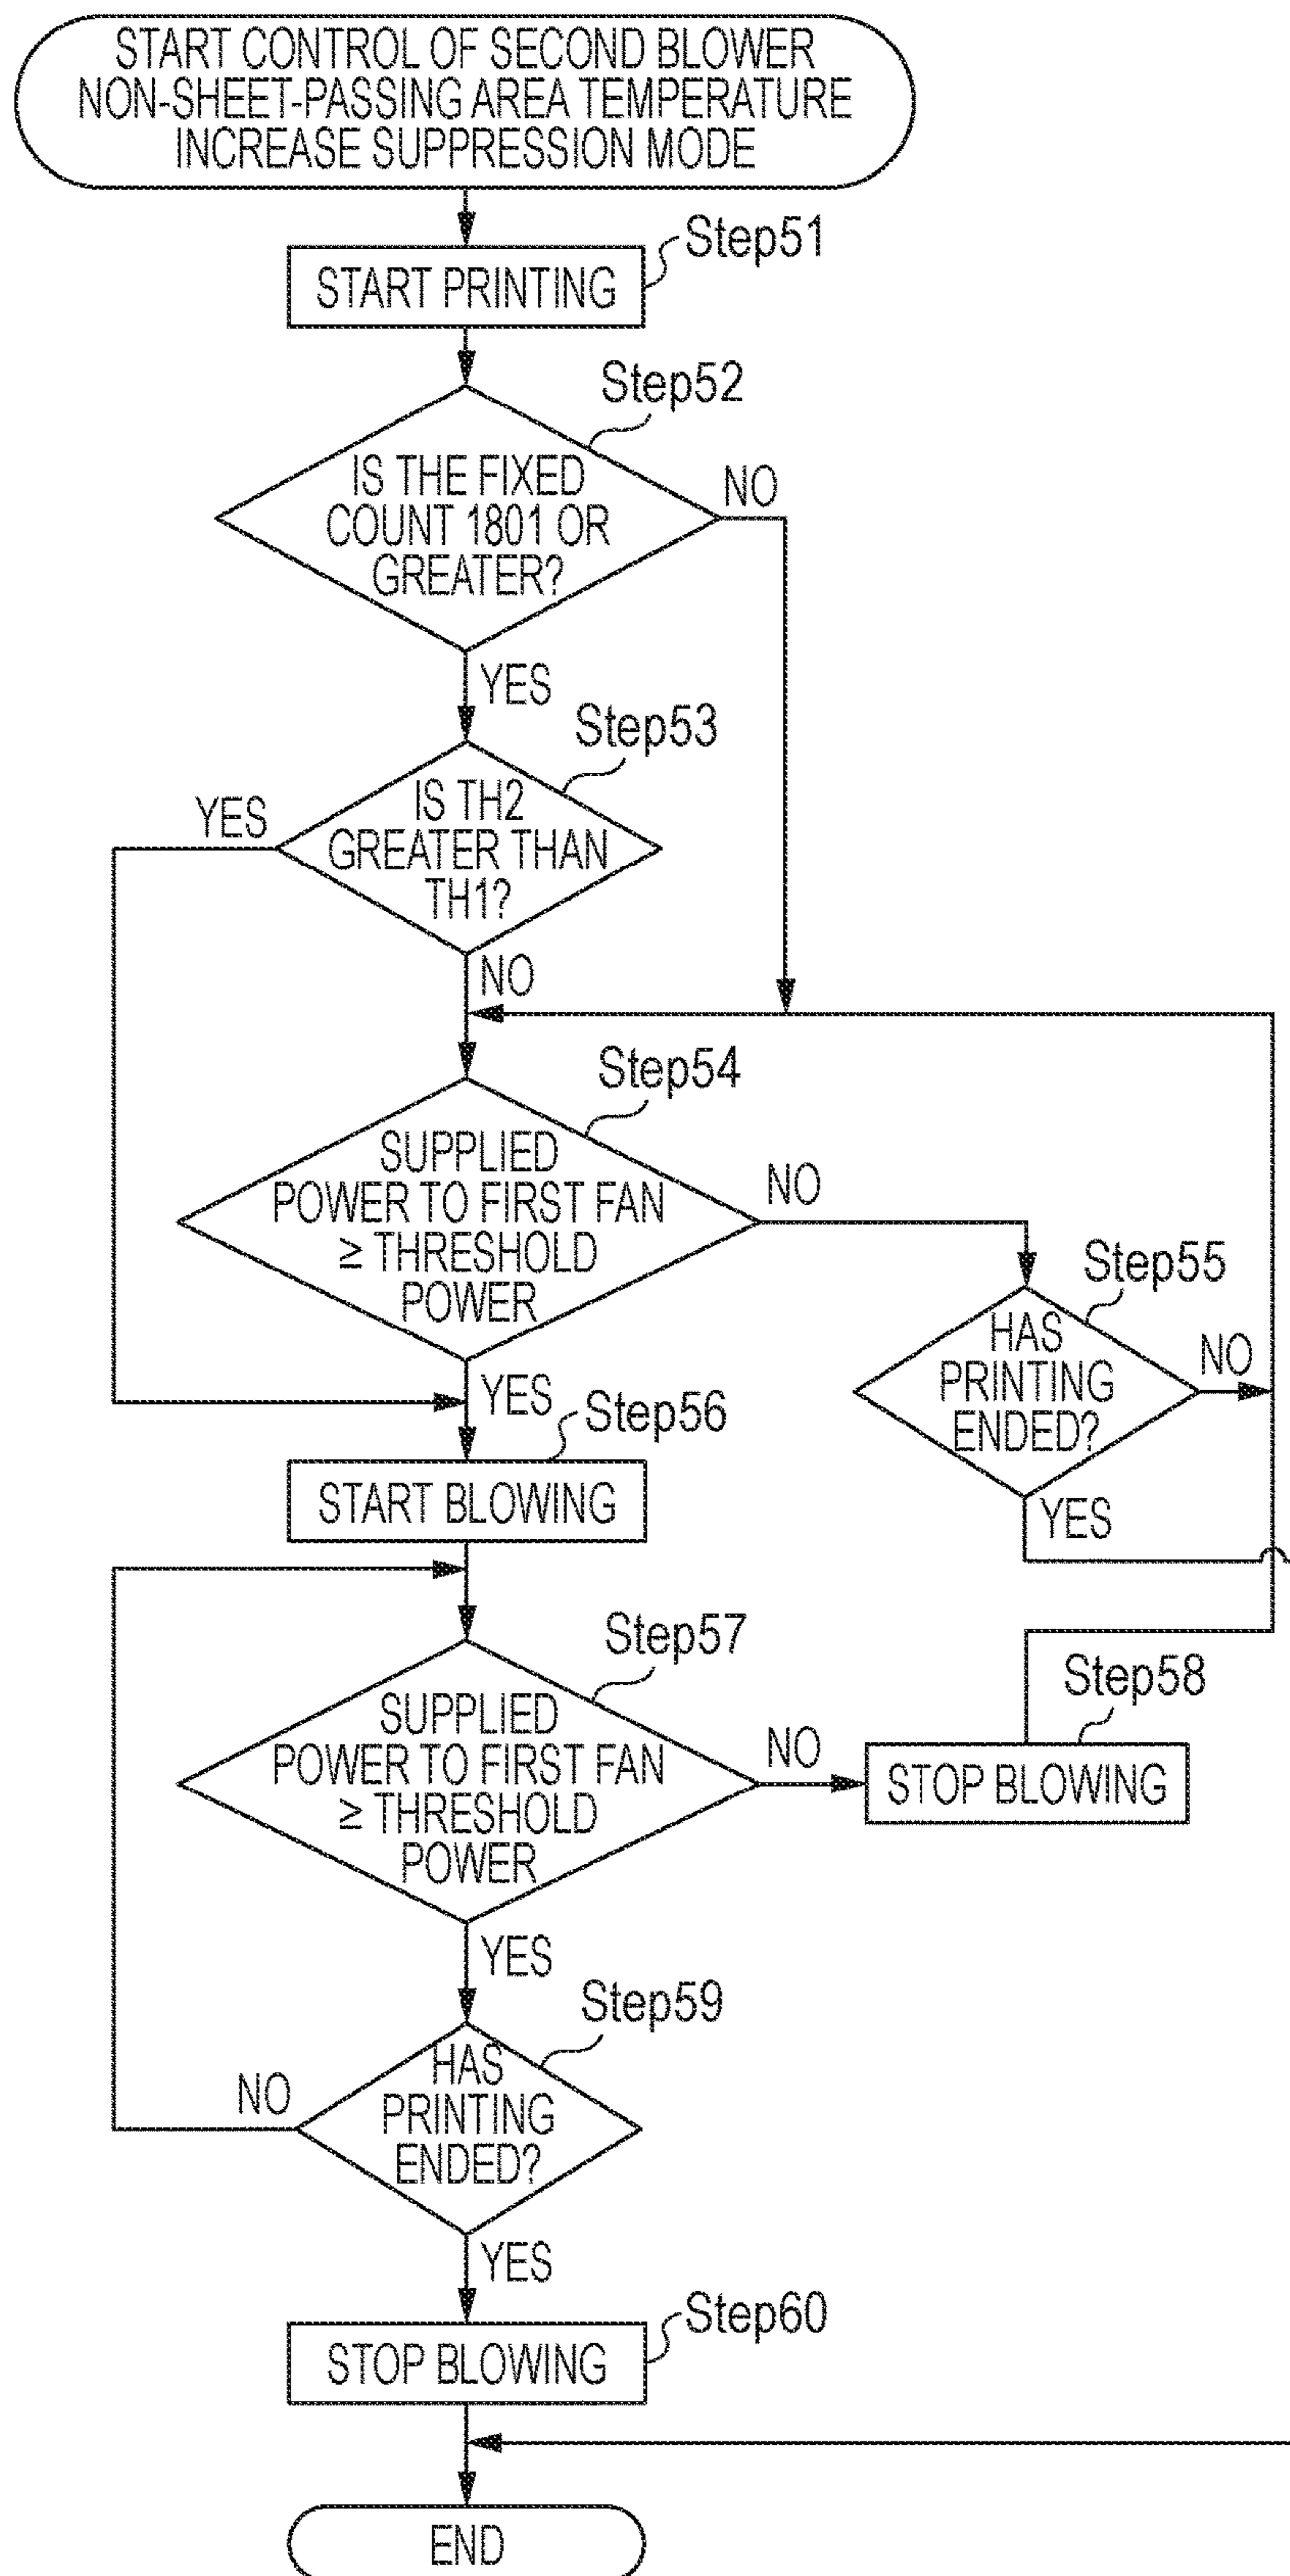 START CONTROL OF SECOND BLOWER
NON-SHEET-PASSING AREA TEMPERATURE
INCREASE SUPPRESSION MODE
Step51
START PRINTING
Step52
IS THE FIXED
COUNT 1801 OR
GREATER?
NO
YES
Step53
IS TH2
GREATER THAN
TH1?
YES
NO
Step54
SUPPLIED
POWER TO FIRST FAN
≥ THRESHOLD
POWER
NO
Step55
HAS
PRINTING
ENDED?
NO
YES
YES
Step56
START BLOWING
Step57
SUPPLIED
POWER TO FIRST FAN
≥ THRESHOLD
POWER
NO
Step58
STOP BLOWING
YES
Step59
HAS
PRINTING
ENDED?
NO
YES
Step60
STOP BLOWING
END